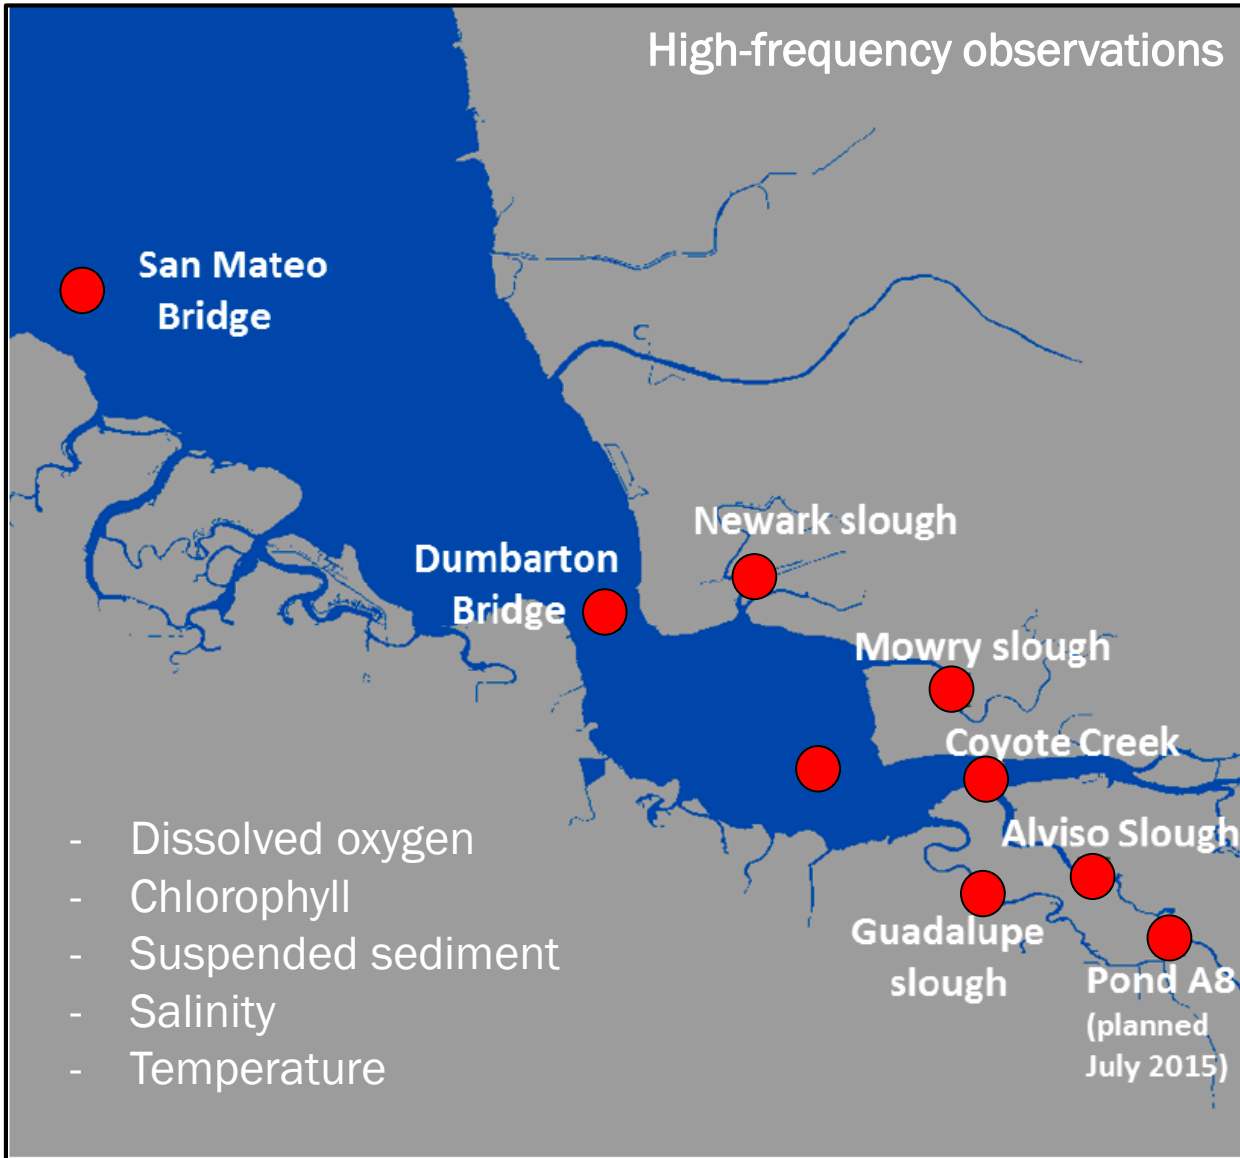 High-frequency observations
San Mateo
Bridge
Newark slough
Dumbarton
Bridge
Mowry slough
Coyote Creek
Alviso Slough
Guadalupe
slough
Pond A8
(planned
July 2015)
- Dissolved oxygen
- Chlorophyll
- Suspended sediment
- Salinity
- Temperature